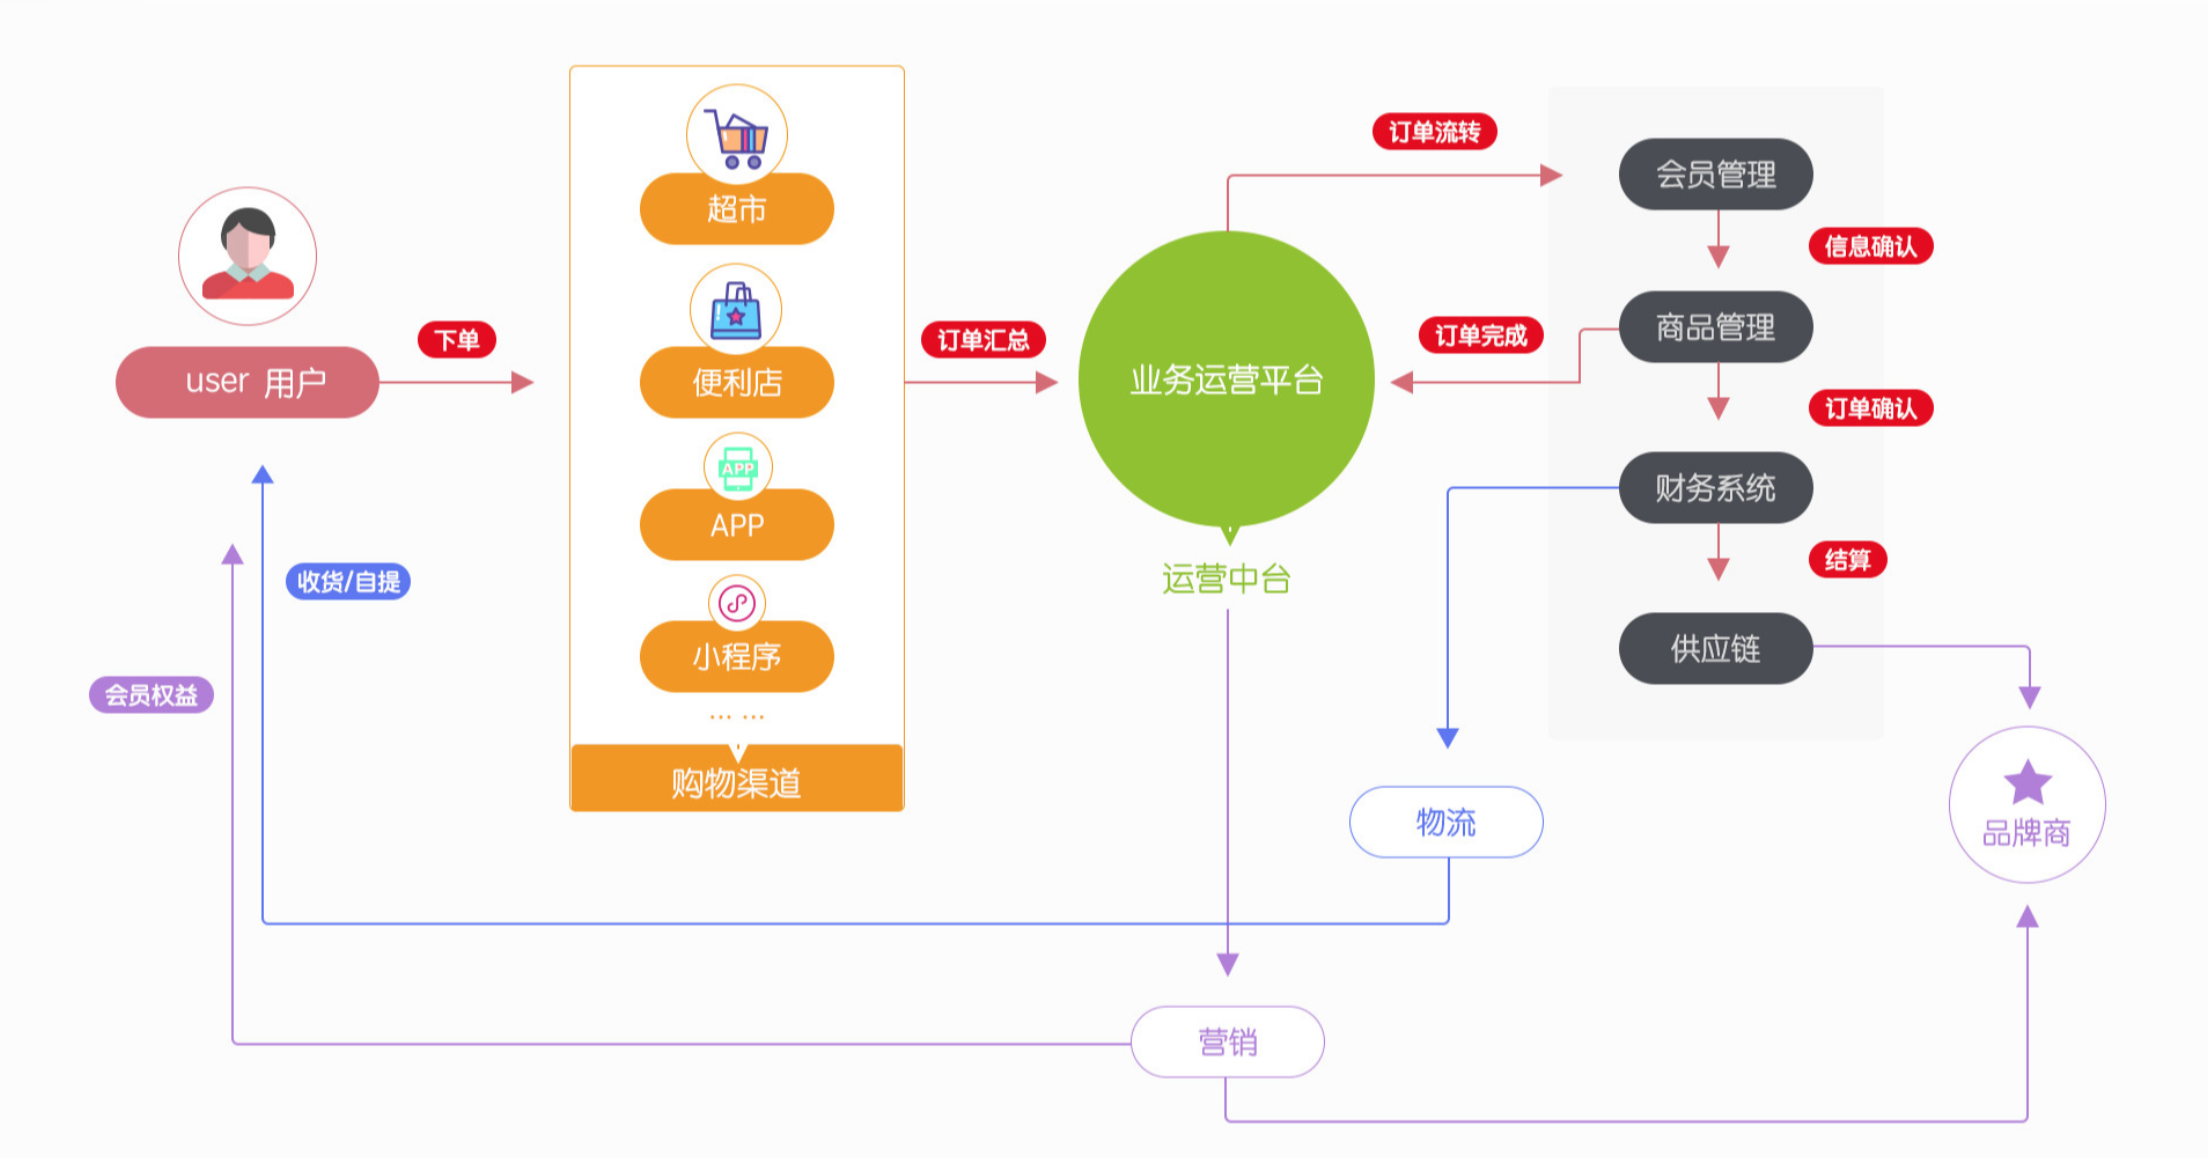 user 用户
下单
收货/自提
会员权益
超市
便利店
APP
APP
小程序
... ...
购物渠道
订单汇总
业务运营平台
运营中台
订单流转
订单完成
会员管理
信息确认
商品管理
订单确认
财务系统
结算
供应链
物流
品牌商
营销